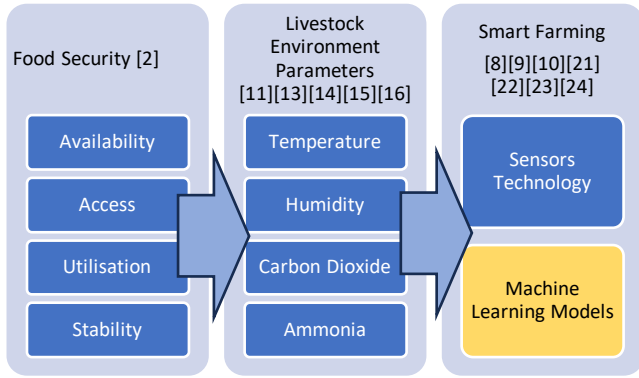 Food Security [2]
Availability
Access
Utilisation
Stability
Livestock
Environment
Parameters
[11][13][14][15][16]
Temperature
Humidity
Carbon Dioxide
Ammonia
Smart Farming
[8][9][10][21]
[22][23][24]
Sensors
Technology
Machine
Learning Models